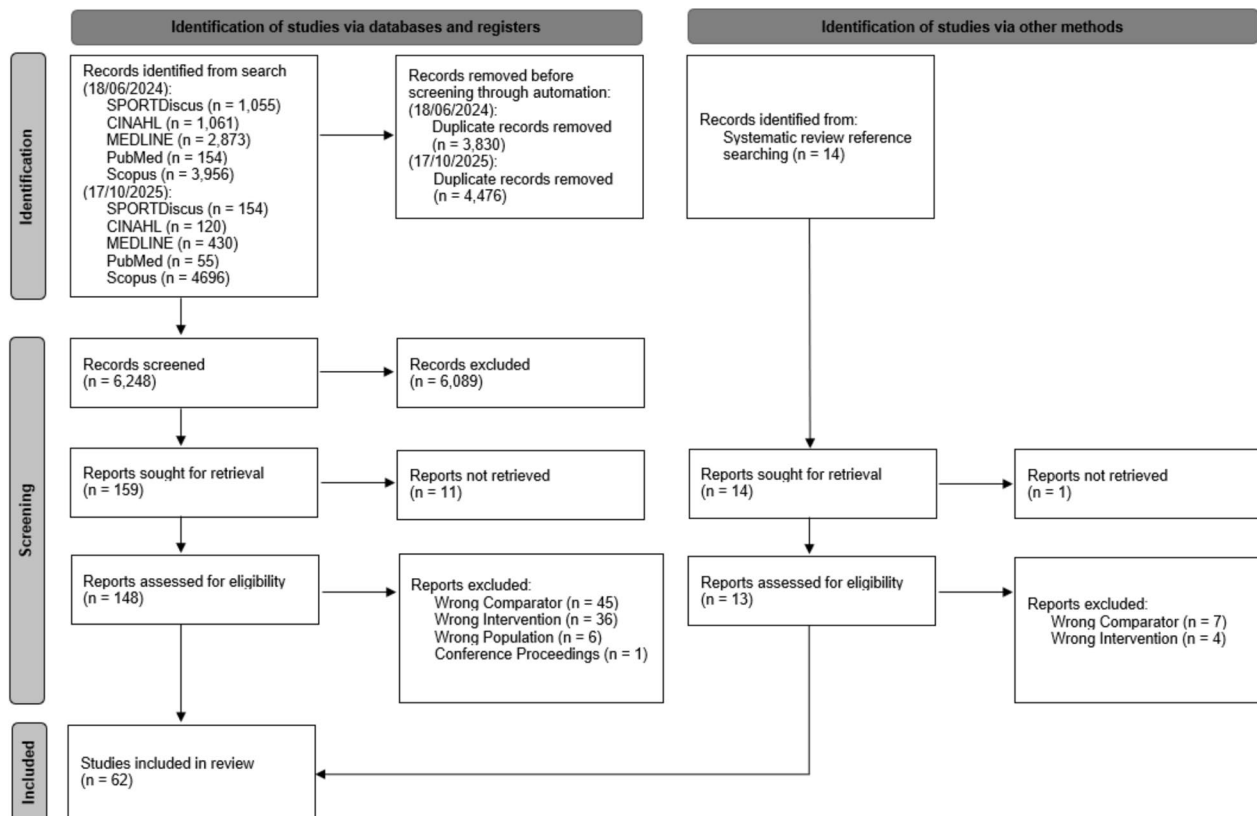 Identification of studies via databases and registers
Identification of studies via other methods
Identification
Records identified from search
(18/06/2024):
SPORTDiscus (n = 1,055)
CINAHL (n = 1,061)
MEDLINE (n = 2,873)
PubMed (n = 154)
Scopus (n = 3,956)
(17/10/2025):
SPORTDiscus (n = 154)
CINAHL (n = 120)
MEDLINE (n = 430)
PubMed (n = 55)
Scopus (n = 4696)
Records removed before
screening through automation:
(18/06/2024):
Duplicate records removed
(n = 3,830)
(17/10/2025):
Duplicate records removed
(n = 4,476)
Records identified from:
Systematic review reference
searching (n = 14)
Screening
Records screened
(n = 6,248)
Records excluded
(n = 6,089)
Reports sought for retrieval
(n = 159)
Reports not retrieved
(n = 11)
Reports sought for retrieval
(n = 14)
Reports not retrieved
(n = 1)
Reports assessed for eligibility
(n = 148)
Reports excluded:
Wrong Comparator (n = 45)
Wrong Intervention (n = 36)
Wrong Population (n = 6)
Conference Proceedings (n = 1)
Reports assessed for eligibility
(n = 13)
Reports excluded:
Wrong Comparator (n = 7)
Wrong Intervention (n = 4)
Included
Studies included in review
(n = 62)